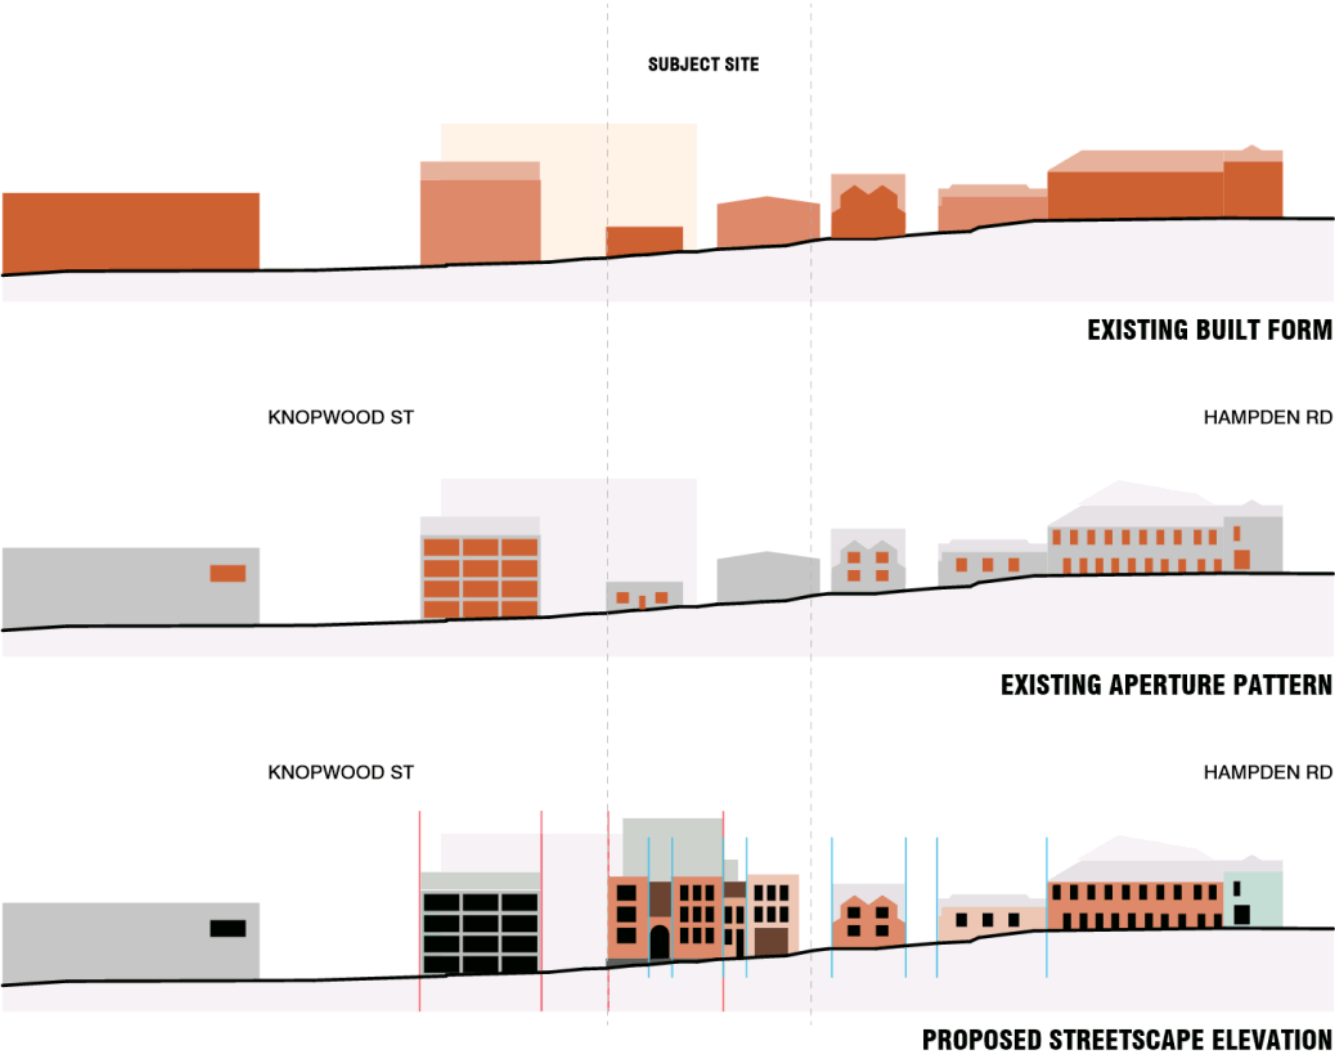 SUBJECT SITE
EXISTING BUILT FORM
KNOPWOOD ST
HAMPDEN RD
EXISTING APERTURE PATTERN
KNOPWOOD ST
HAMPDEN RD
PROPOSED STREETSCAPE ELEVATION